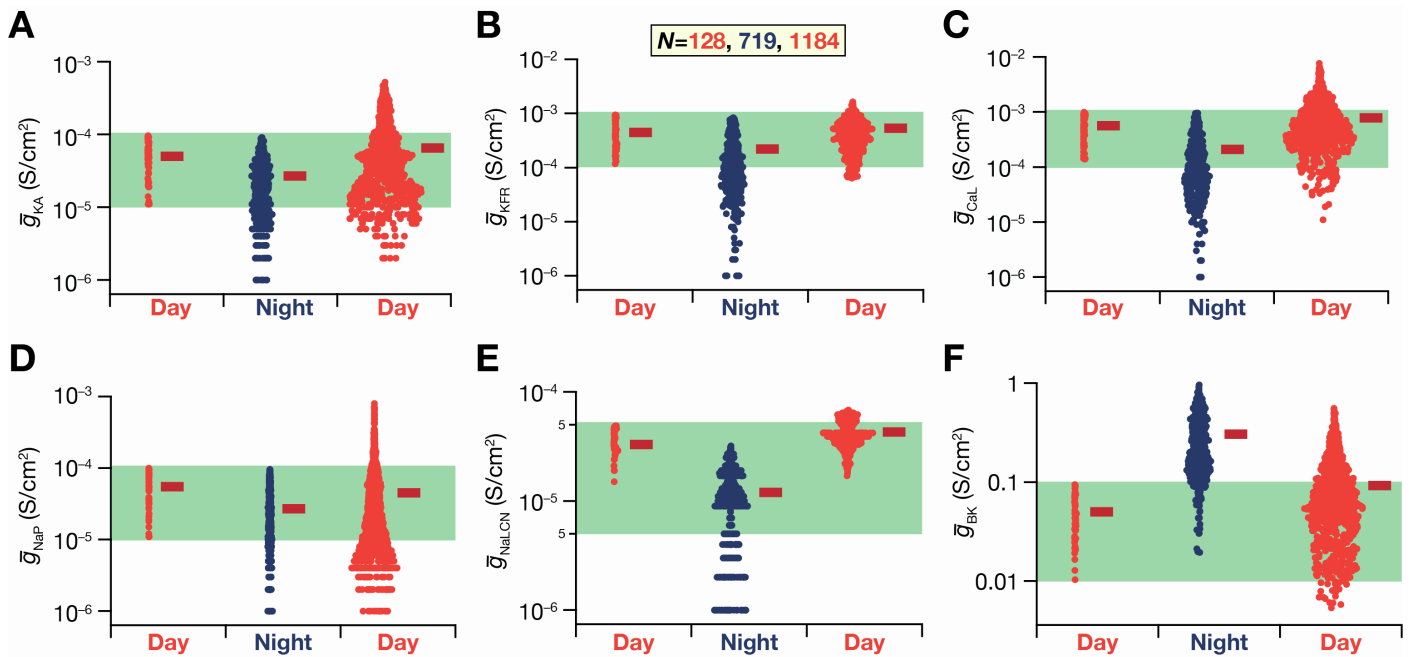 A
ḡKA (S/cm²)
10⁻³
10⁻⁴
10⁻⁵
10⁻⁶
Day Night Day
B
N=128, 719, 1184
ḡKFR (S/cm²)
10⁻²
10⁻³
10⁻⁴
10⁻⁵
10⁻⁶
Day Night Day
C
ḡCaL (S/cm²)
10⁻²
10⁻³
10⁻⁴
10⁻⁵
10⁻⁶
Day Night Day
D
ḡNaP (S/cm²)
10⁻³
10⁻⁴
10⁻⁵
10⁻⁶
Day Night Day
E
ḡNaLCN (S/cm²)
10⁻⁴
5
10⁻⁵
5
10⁻⁶
Day Night Day
F
ḡBK (S/cm²)
1
0.1
0.01
Day Night Day